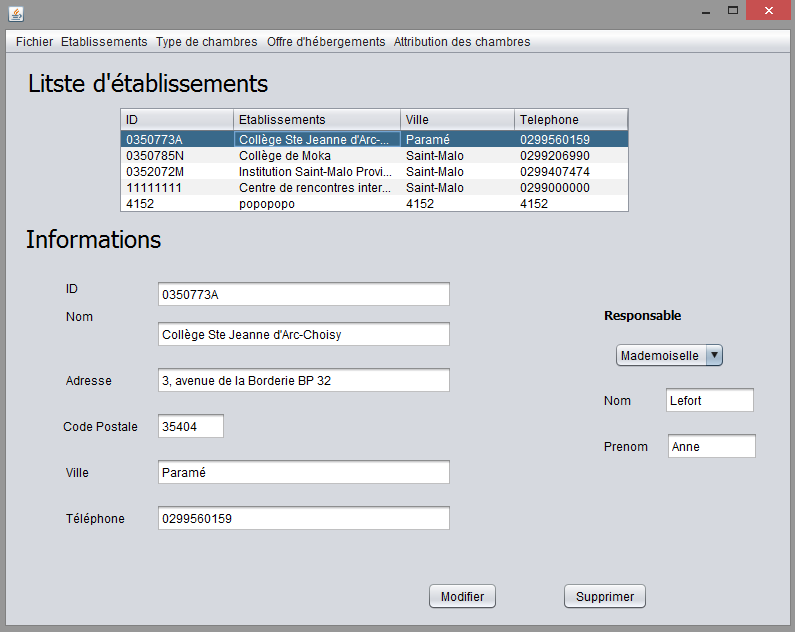 Fichier Etablissements Type de chambres Offre d'hébergements Attribution des chambres
Litste d'établissements
ID Etablissements Ville Telephone
0350773A Collège Ste Jeanne d'Arc-... Paramé 0299560159
0350785N Collège de Moka Saint-Malo 0299206990
0352072M Institution Saint-Malo Provi... Saint-Malo 0299407474
11111111 Centre de rencontres inter... Saint-Malo 0299000000
4152 popopopo 4152 4152
Informations
ID 0350773A
Nom Collège Ste Jeanne d'Arc-Choisy
Adresse 3, avenue de la Borderie BP 32
Code Postale 35404
Ville Paramé
Téléphone 0299560159
Responsable
Mademoiselle
Nom Lefort
Prenom Anne
Modifier Supprimer